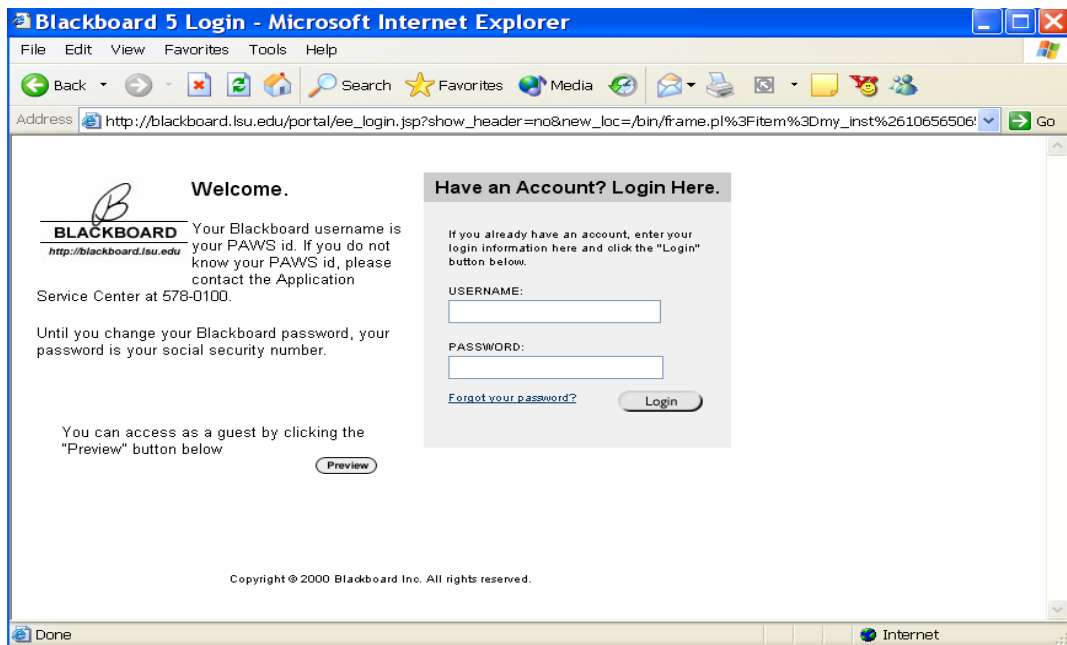 Blackboard 5 Login - Microsoft Internet Explorer
File Edit View Favorites Tools Help
Back Search Favorites Media
Address http://blackboard.lsu.edu/portal/ee_login.jsp?show_header=no&new_loc=/bin/frame.pl%3Fitem%3Dmy_inst%2610656506 Go
B
BLACKBOARD
http://blackboard.lsu.edu
Welcome.
Your Blackboard username is
your PAWS id. If you do not
know your PAWS id, please
contact the Application
Service Center at 578-0100.
Until you change your Blackboard password, your
password is your social security number.
You can access as a guest by clicking the
"Preview" button below
Preview
Have an Account? Login Here.
If you already have an account, enter your
login information here and click the "Login"
button below.
USERNAME:
PASSWORD:
Forgot your password?
Login
Copyright © 2000 Blackboard Inc. All rights reserved.
Done Internet